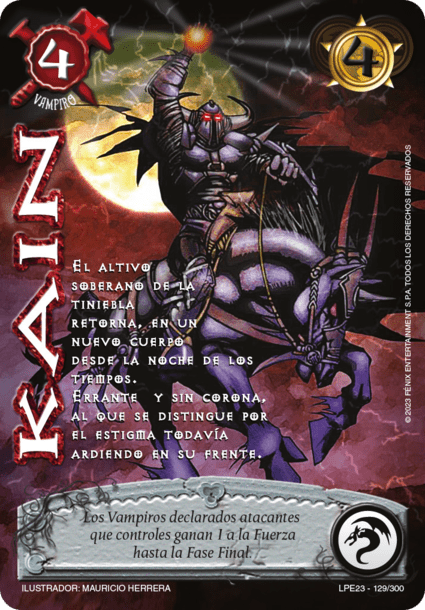 4
VAMPIRO
4
KAIN
El altivo
soberano de la
tiniebla
retorna, en un
nuevo cuerpo
desde la noche de los
tiempos.
Errante y sin corona,
al que se distingue por
el estigma todavía
ardiendo en su frente.
© 2023 FÉNIX ENTERTAINMENT S.P.A. TODOS LOS DERECHOS RESERVADOS
Los Vampiros declarados atacantes
que controles ganan 1 a la Fuerza
hasta la Fase Final.
ILUSTRADOR: MAURICIO HERRERA
LPE23 - 129/300